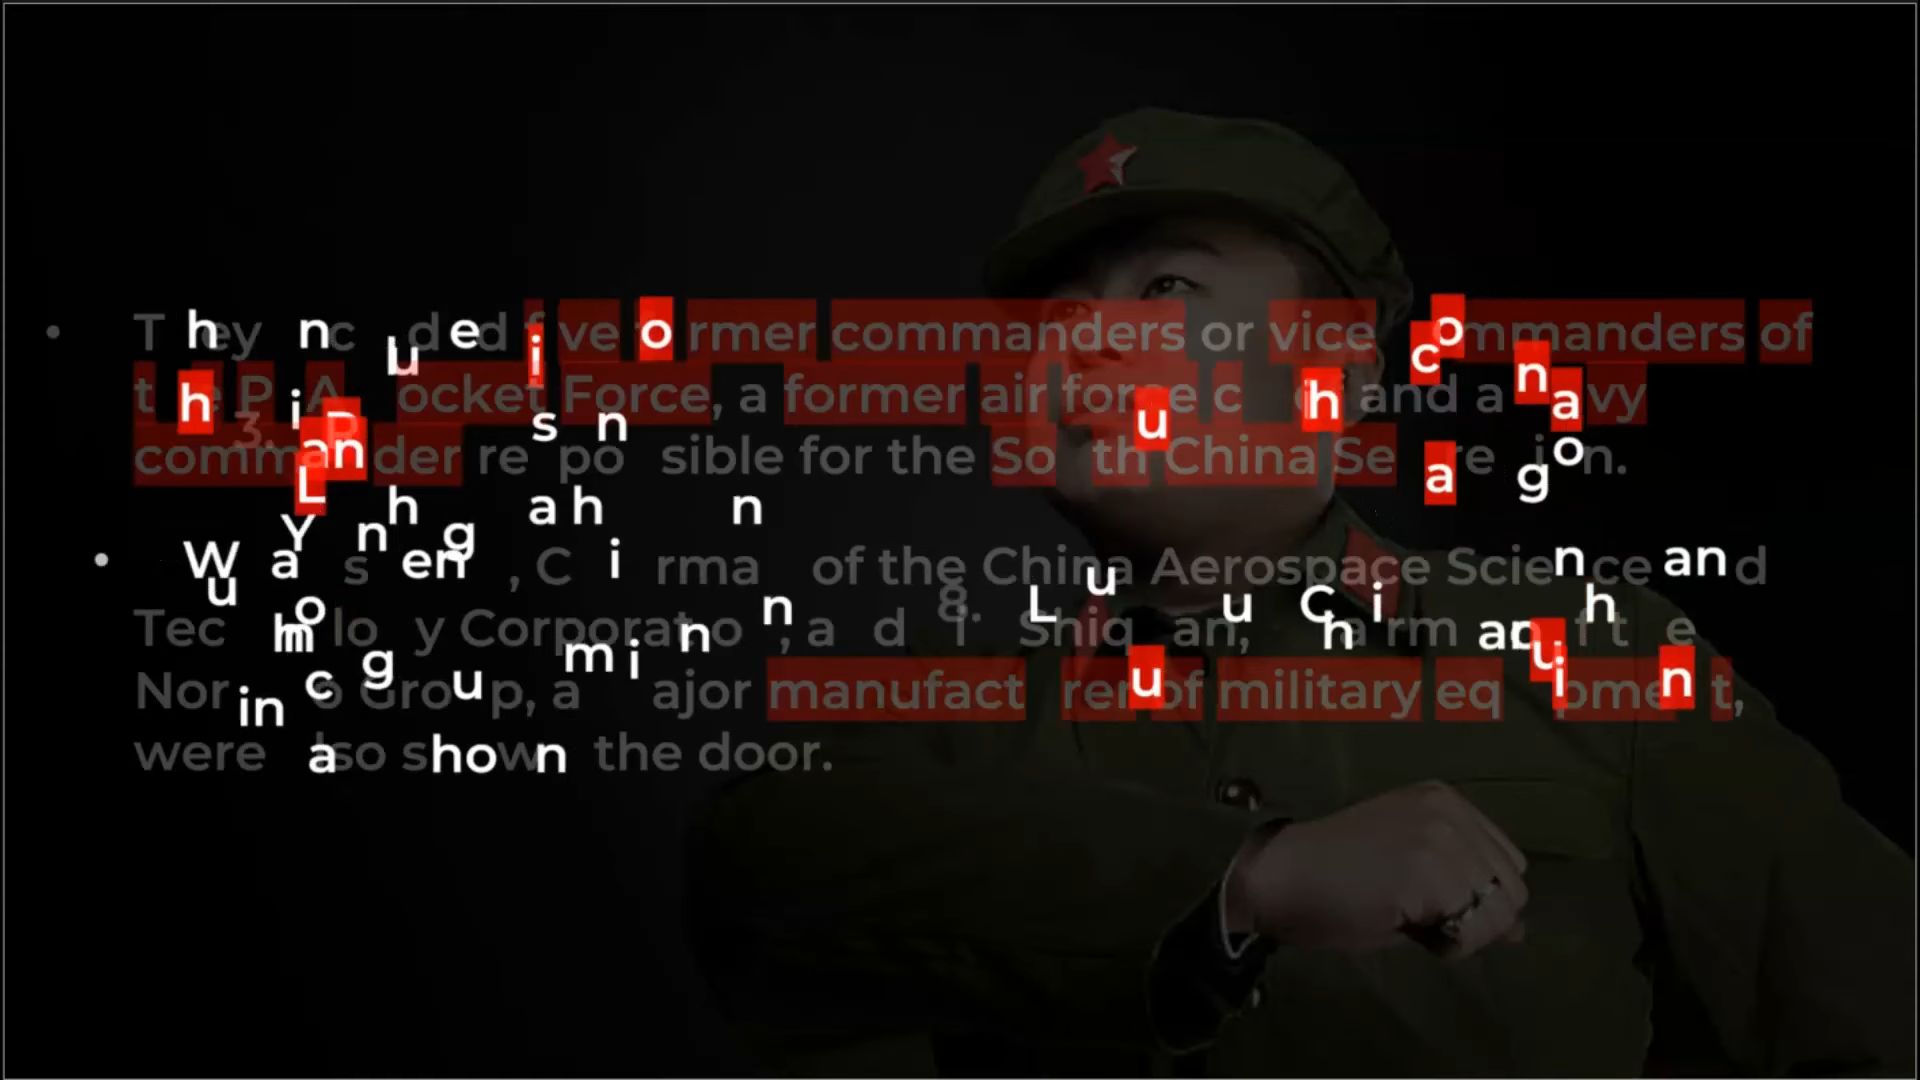 • They included five former commanders or vice commanders of
the PLA Rocket Force, a former air force chief and a navy
commander responsible for the South China Sea region.
• Wu Yansheng, Chairman of the China Aerospace Science and
Technology Corporation, and Liu Shiquan, Chairman of the
Norinco Group, a major manufacturer of military equipment,
were also shown the door.